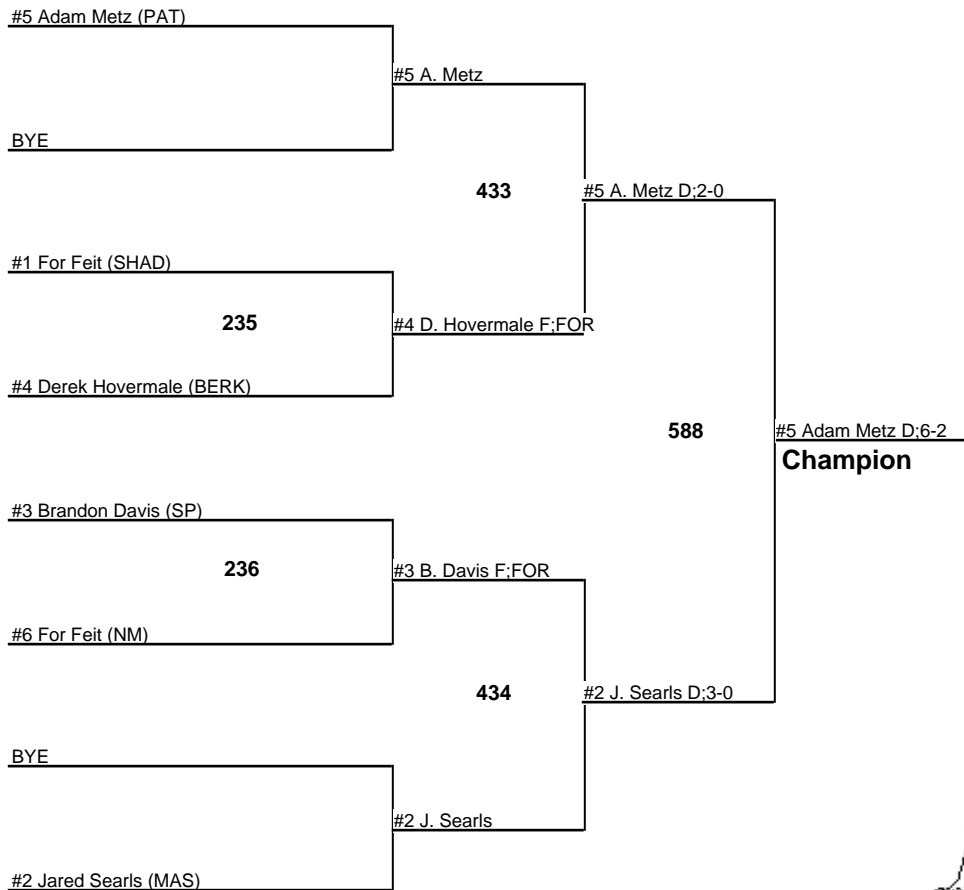 #5 Adam Metz (PAT)
#5 A. Metz
BYE
433
#5 A. Metz D;2-0
#1 For Feit (SHAD)
235
#4 D. Hovermale F;FOR
#4 Derek Hovermale (BERK)
588
#5 Adam Metz D;6-2
Champion
#3 Brandon Davis (SP)
236
#3 B. Davis F;FOR
#6 For Feit (NM)
434
#2 J. Searls D;3-0
BYE
#2 J. Searls
#2 Jared Searls (MAS)